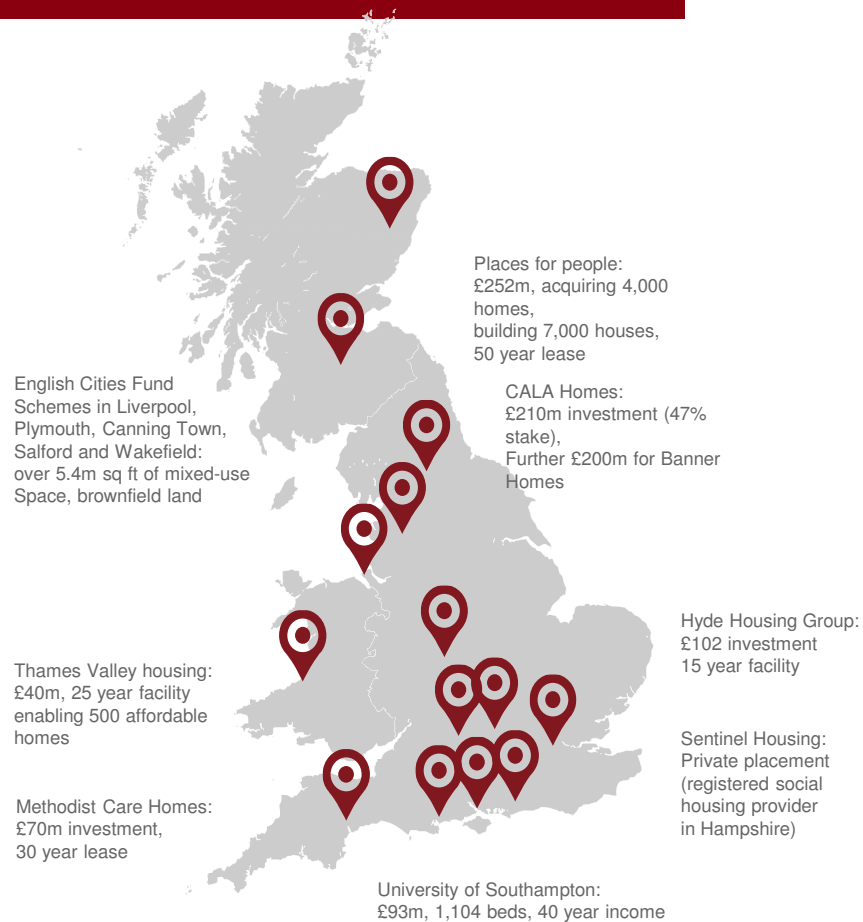 Places for people:
£252m, acquiring 4,000
homes,
building 7,000 houses,
50 year lease
English Cities Fund
Schemes in Liverpool,
Plymouth, Canning Town,
Salford and Wakefield:
over 5.4m sq ft of mixed-use
Space, brownfield land
CALA Homes:
£210m investment (47%
stake),
Further £200m for Banner
Homes
Hyde Housing Group:
£102 investment
15 year facility
Thames Valley housing:
£40m, 25 year facility
enabling 500 affordable
homes
Sentinel Housing:
Private placement
(registered social
housing provider
in Hampshire)
Methodist Care Homes:
£70m investment,
30 year lease
University of Southampton:
£93m, 1,104 beds, 40 year income